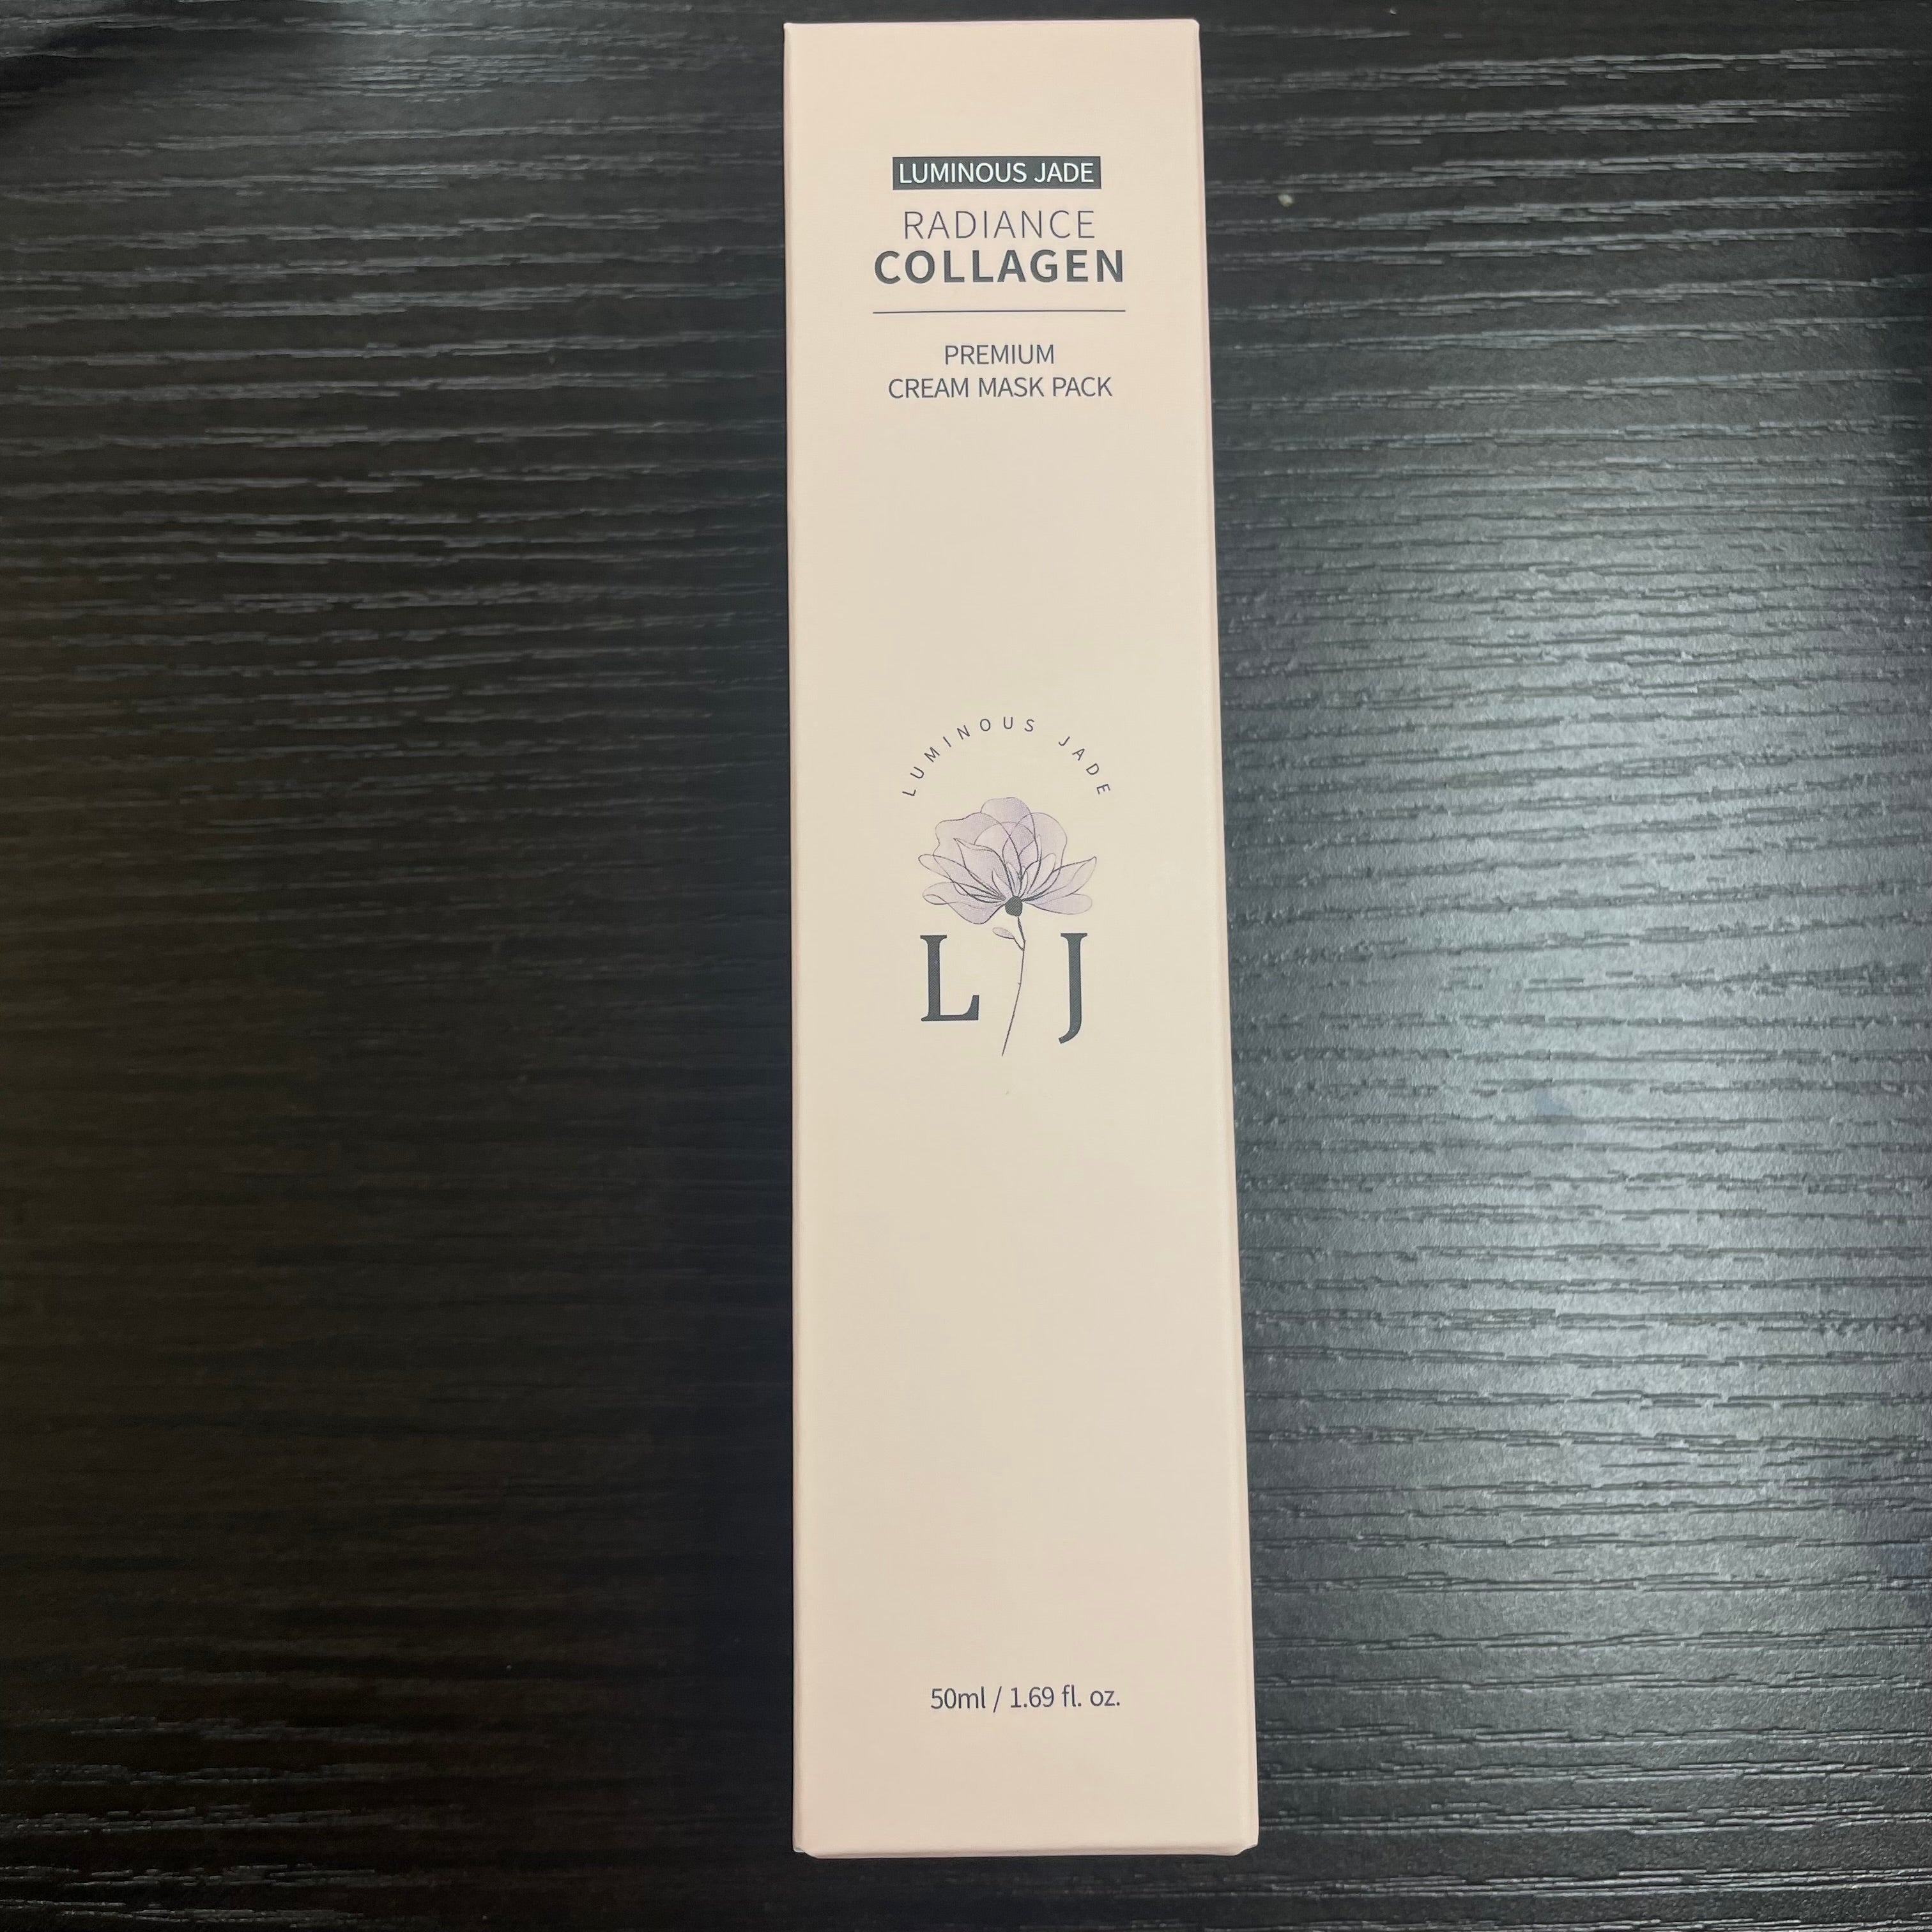 LUMINOUS JADE
RADIANCE
COLLAGEN
PREMIUM
CREAM MASK PACK
LUMINOUS JADE
L J
50ml / 1.69 fl. oz.